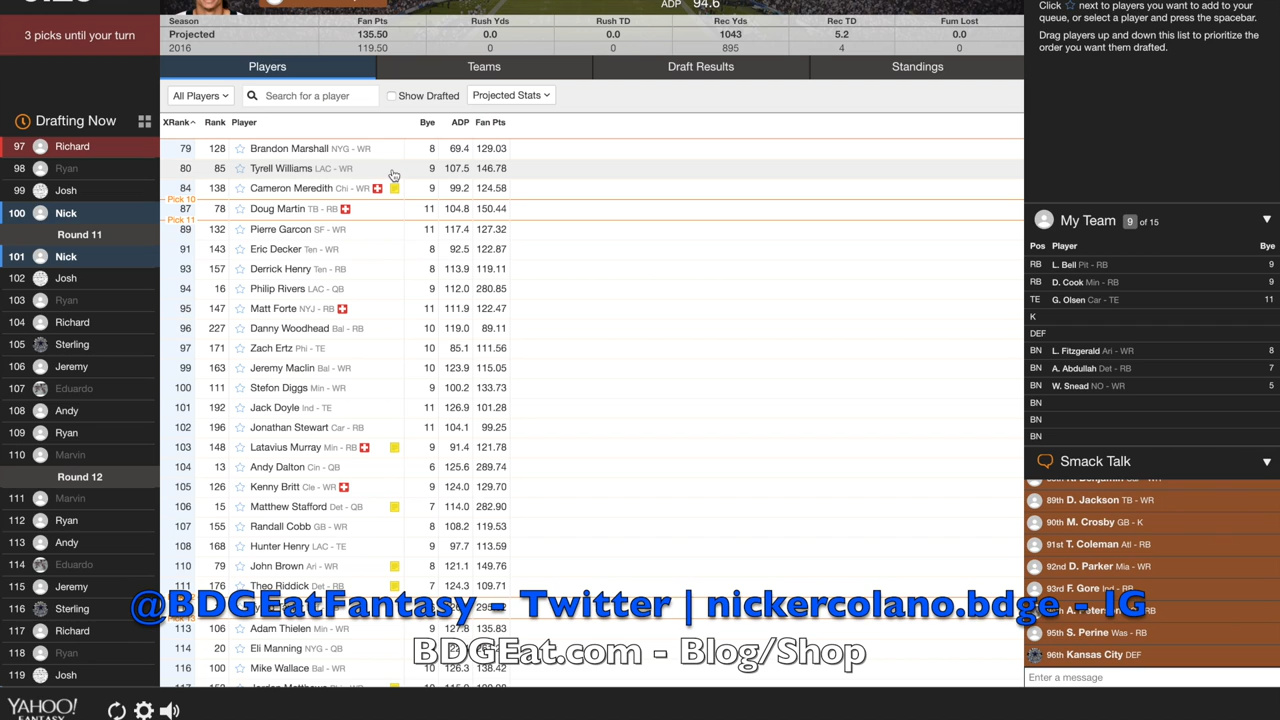 ADP 94.6
Season Fan Pts Rush Yds Rush TD Rec Yds Rec TD Fum Lost
Projected 135.50 0.0 0.0 1043 5.2 0.0
2016 119.50 0 0 895 4 0
3 picks until your turn
Players Teams Draft Results Standings
Click next to players you want to add to your
queue, or select a player and press the spacebar.
Drag players up and down this list to prioritize the
order you want them drafted.
All Players Search for a player Show Drafted Projected Stats
Drafting Now
97 Richard
98 Ryan
99 Josh
100 Nick
Round 11
101 Nick
102 Josh
103 Ryan
104 Richard
105 Sterling
106 Jeremy
107 Eduardo
108 Andy
109 Ryan
110 Marvin
Round 12
111 Marvin
112 Ryan
113 Andy
114 Eduardo
115 Jeremy
116 Sterling
117 Richard
118 Ryan
119 Josh
XRank Rank Player Bye ADP Fan Pts
79 128 Brandon Marshall NYG - WR 8 69.4 129.03
80 85 Tyrell Williams LAC - WR 9 107.5 146.78
84 138 Cameron Meredith Chi - WR 9 99.2 124.58
Pick 10
87 78 Doug Martin TB - RB 11 104.8 150.44
Pick 11
89 132 Pierre Garcon SF - WR 11 117.4 127.32
91 143 Eric Decker Ten - WR 8 92.5 122.87
93 157 Derrick Henry Ten - RB 8 113.9 119.11
94 16 Philip Rivers LAC - QB 9 112.0 280.85
95 147 Matt Forte NYJ - RB 11 111.9 122.47
96 227 Danny Woodhead Bal - RB 10 119.0 89.11
97 171 Zach Ertz Phi - TE 10 85.1 111.56
99 163 Jeremy Maclin Bal - WR 10 123.9 115.05
100 111 Stefon Diggs Min - WR 9 100.2 133.73
101 192 Jack Doyle Ind - TE 11 126.9 101.28
102 196 Jonathan Stewart Car - RB 11 104.1 99.25
103 148 Latavius Murray Min - RB 9 91.4 121.78
104 13 Andy Dalton Cin - QB 6 125.6 289.74
105 126 Kenny Britt Cle - WR 9 124.0 129.70
106 15 Matthew Stafford Det - QB 7 114.0 282.90
107 155 Randall Cobb GB - WR 8 108.2 119.53
108 168 Hunter Henry LAC - TE 9 97.7 113.59
110 79 John Brown Ari - WR 8 121.1 149.76
111 176 Theo Riddick Det - RB 7 124.3 109.71
113 106 Adam Thielen Min - WR 9 127.8 135.83
114 20 Eli Manning NYG - QB
116 100 Mike Wallace Bal - WR 10 126.3 138.42
My Team 9 of 15
Pos Player Bye
RB L. Bell Pit - RB 9
RB D. Cook Min - RB 9
TE G. Olsen Car - TE 11
K
DEF
BN L. Fitzgerald Ari - WR 8
BN A. Abdullah Det - RB 7
BN W. Snead NO - WR 5
BN
BN
BN
Smack Talk
89th D. Jackson TB - WR
90th M. Crosby GB - K
91st T. Coleman Atl - RB
92nd D. Parker Mia - WR
93rd F. Gore Ind - RB
95th S. Perine Was - RB
96th Kansas City DEF
Enter a message
@BDGEatFantasy - Twitter | nickercolano.bdge - IG
BDGEat.com - Blog/Shop
YAHOO!
FANTASY